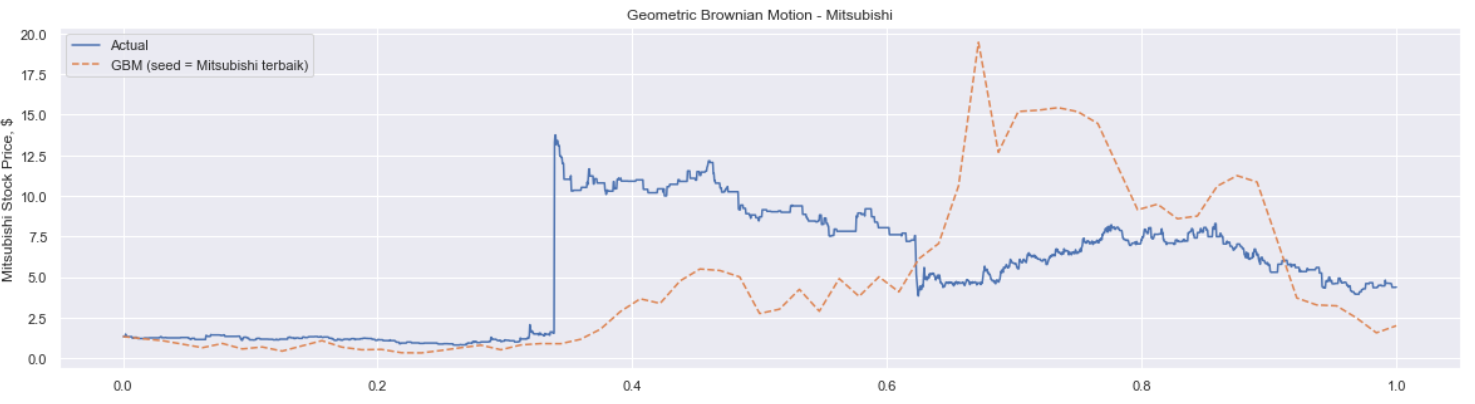 Geometric Brownian Motion - Mitsubishi
Actual
GBM (seed = Mitsubishi terbaik)
Mitsubishi Stock Price, $
20.0
17.5
15.0
12.5
10.0
7.5
5.0
2.5
0.0
0.0 0.2 0.4 0.6 0.8 1.0